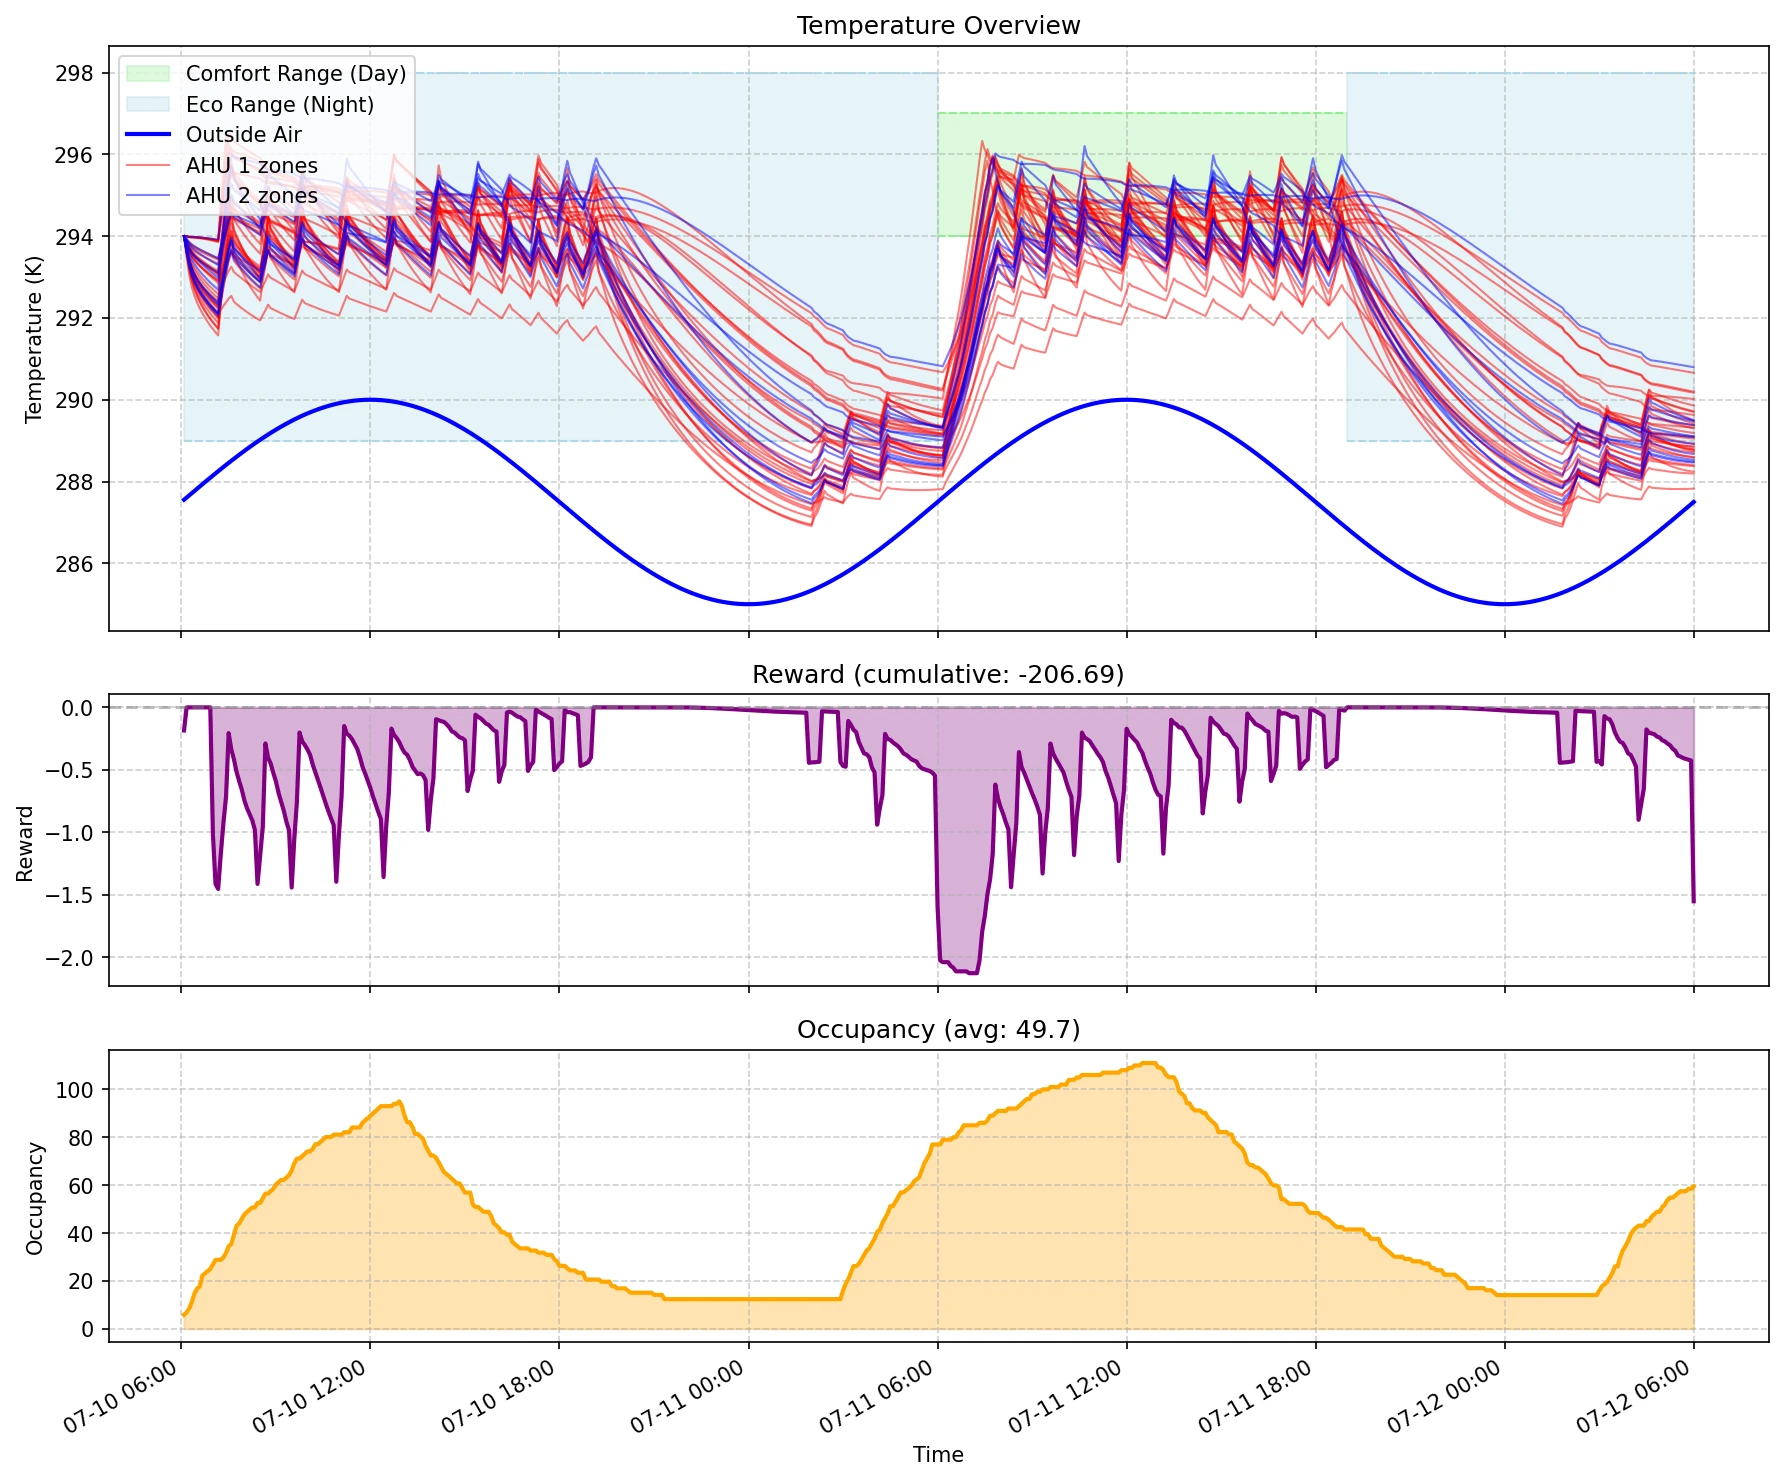 Temperature Overview
298
296
294
292
290
288
286
Temperature (K)
Comfort Range (Day)
Eco Range (Night)
Outside Air
AHU 1 zones
AHU 2 zones
Reward (cumulative: -206.69)
0.0
−0.5
−1.0
−1.5
−2.0
Reward
Occupancy (avg: 49.7)
100
80
60
40
20
0
Occupancy
07-10 06:00
07-10 12:00
07-10 18:00
07-11 00:00
07-11 06:00
07-11 12:00
07-11 18:00
07-12 00:00
07-12 06:00
Time